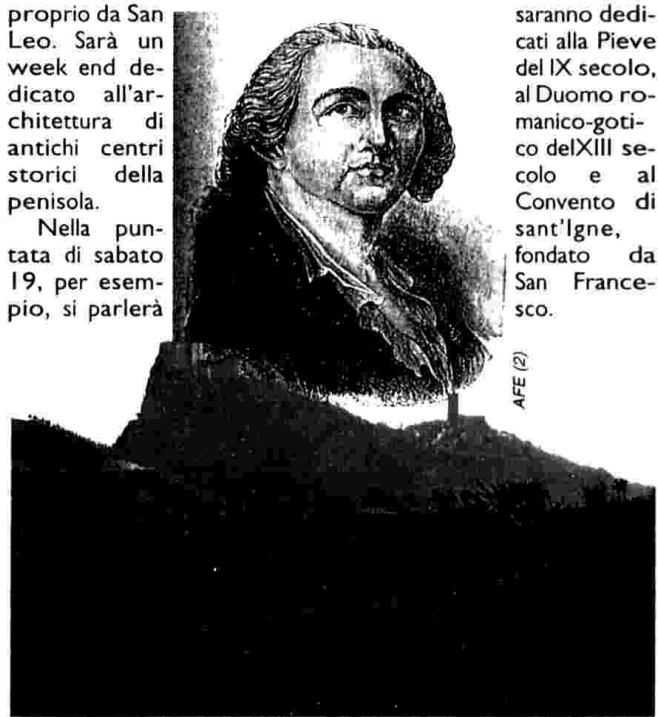 proprio da San
Leo. Sarà un
week end de-
dicato all'ar-
chitettura di
antichi centri
storici della
penisola.
Nella pun-
tata di sabato
19, per esem-
pio, si parlerà
saranno dedi-
cati alla Pieve
del IX secolo,
al Duomo ro-
manico-goti-
co delXIII se-
colo e al
Convento di
sant'Igne,
fondato da
San France-
sco.
AFE (2)